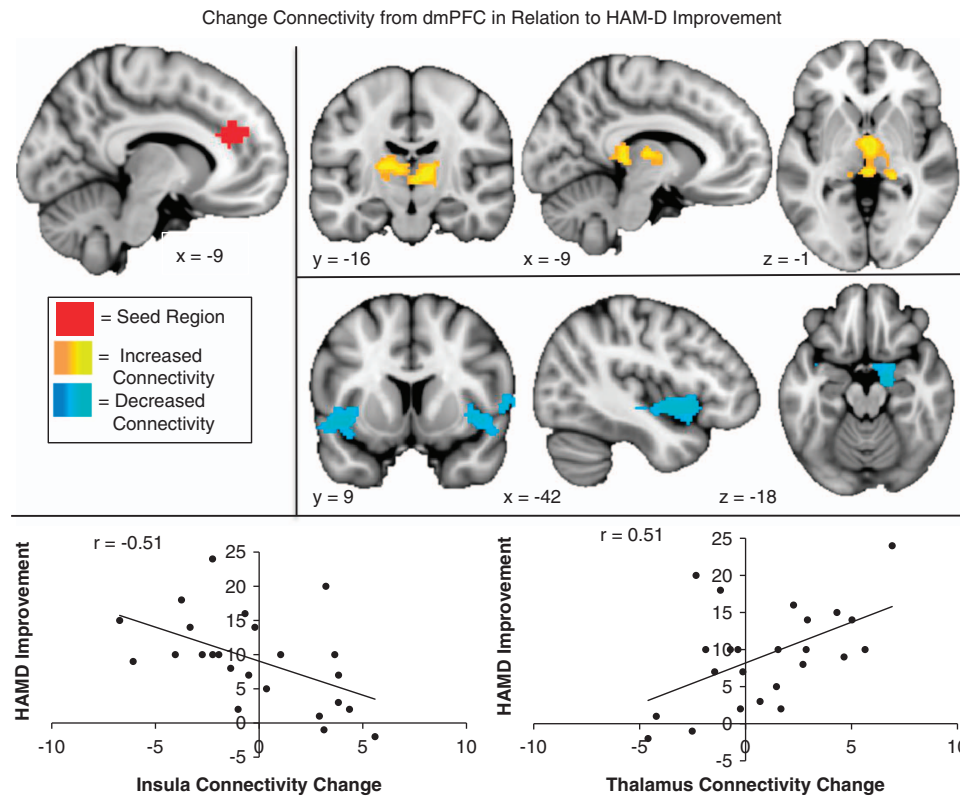 Change Connectivity from dmPFC in Relation to HAM-D Improvement
x = -9
y = -16
x = -9
z = -1
= Seed Region
= Increased
Connectivity
= Decreased
Connectivity
y = 9
x = -42
z = -18
r = -0.51
HAMD Improvement
25
20
15
10
5
0
-5
-10
-5
0
5
10
Insula Connectivity Change
r = 0.51
HAMD Improvement
25
20
15
10
5
0
-5
-10
-5
0
5
10
Thalamus Connectivity Change